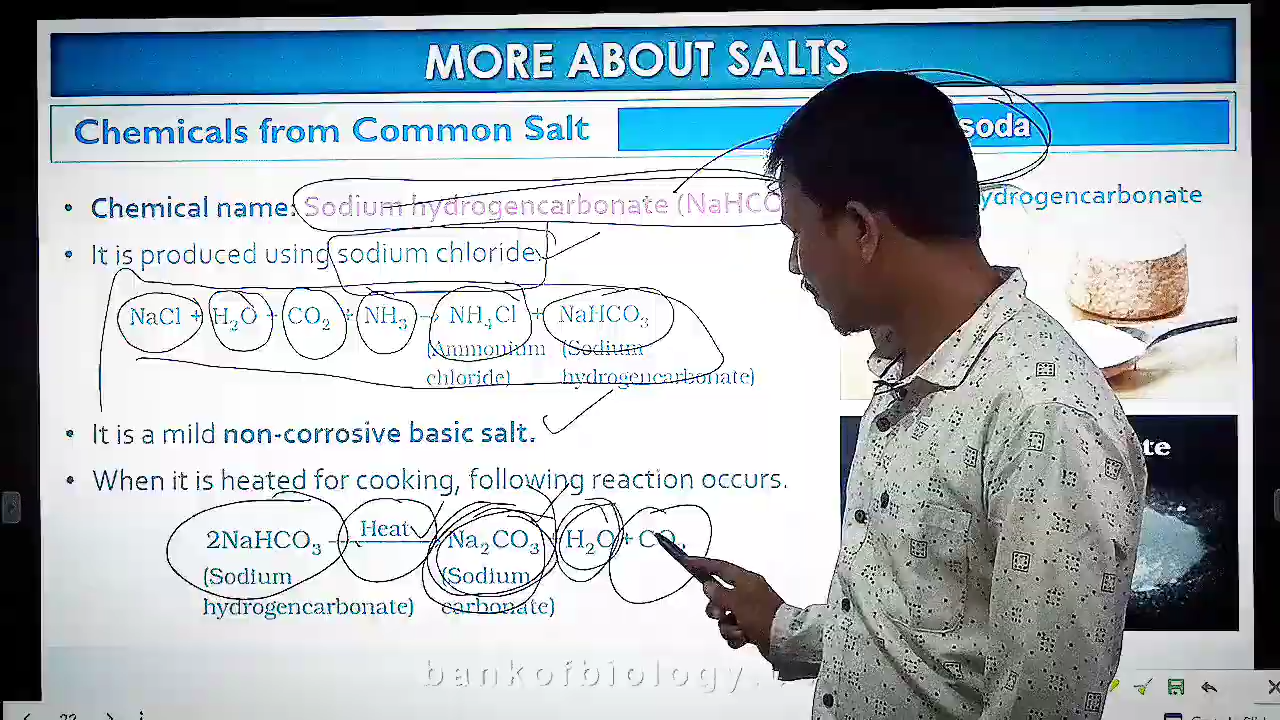 MORE ABOUT SALTS
Chemicals from Common Salt
soda
• Chemical name: Sodium hydrogencarbonate (NaHCO
ydrogencarbonate
• It is produced using sodium chloride.
NaCl + H₂O + CO₂ + NH₃ → NH₄Cl + NaHCO₃
(Ammonium (Sodium
chloride) hydrogencarbonate)
• It is a mild non-corrosive basic salt.
te
• When it is heated for cooking, following reaction occurs.
Heat
2NaHCO₃ → Na₂CO₃ + H₂O + CO₂
(Sodium (Sodium
hydrogencarbonate) carbonate)
bankofbiology.